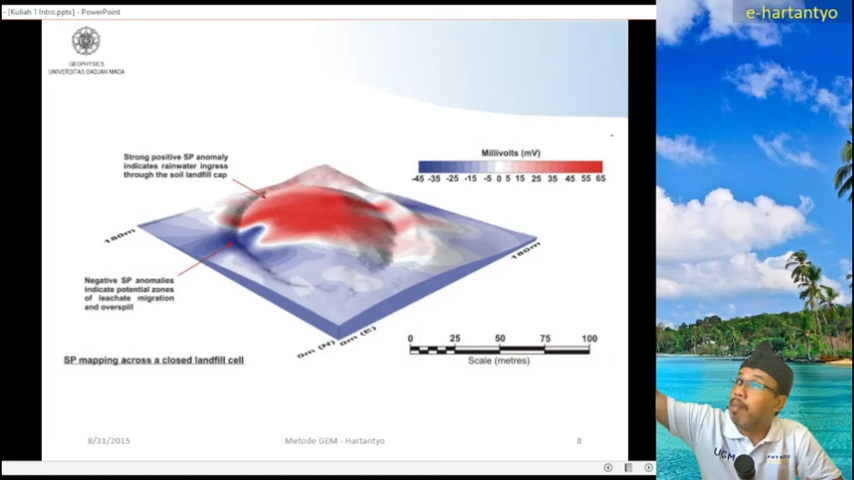 - [Kuliah 1 Intro.pptx] - PowerPoint
e-hartantyo
GEOPHYSICS
UNIVERSITAS GADJAH MADA
Strong positive SP anomaly
indicates rainwater ingress
through the soil landfill cap
Millivolts (mV)
-45 -35 -25 -15 -5 0 5 15 25 35 45 55 65
180m
180m
Negative SP anomalies
indicate potential zones
of leachate migration
and overspill
0m (N)
0m (E)
0 25 50 75 100
Scale (metres)
SP mapping across a closed landfill cell
8/31/2015
Metode GEM - Hartantyo
8
UCM